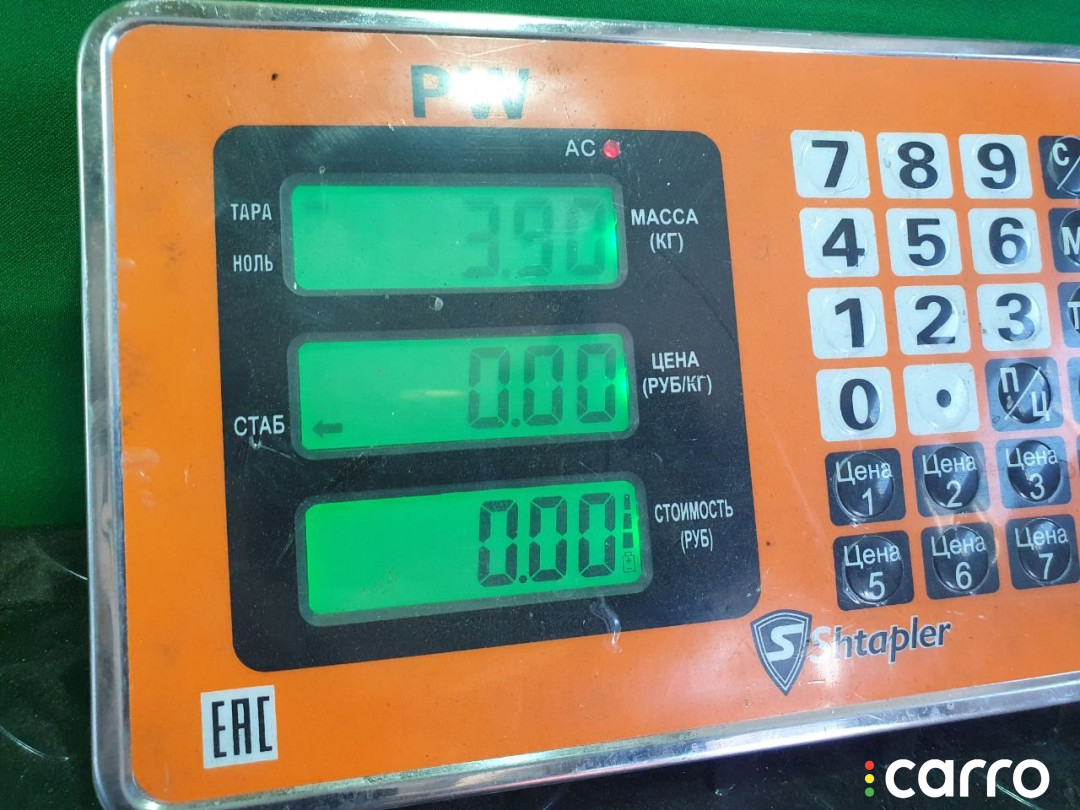 PW
AC
ТАРА
НОЛЬ
3.90
МАССА
(КГ)
СТАБ
0.00
ЦЕНА
(РУБ/КГ)
0.00
СТОИМОСТЬ
(РУБ)
7 8 9 С/
4 5 6 М
1 2 3 Т
0 . П/Ц
Цена 1 Цена 2 Цена 3
Цена 5 Цена 6 Цена 7
S Shtapler
EAC
carro